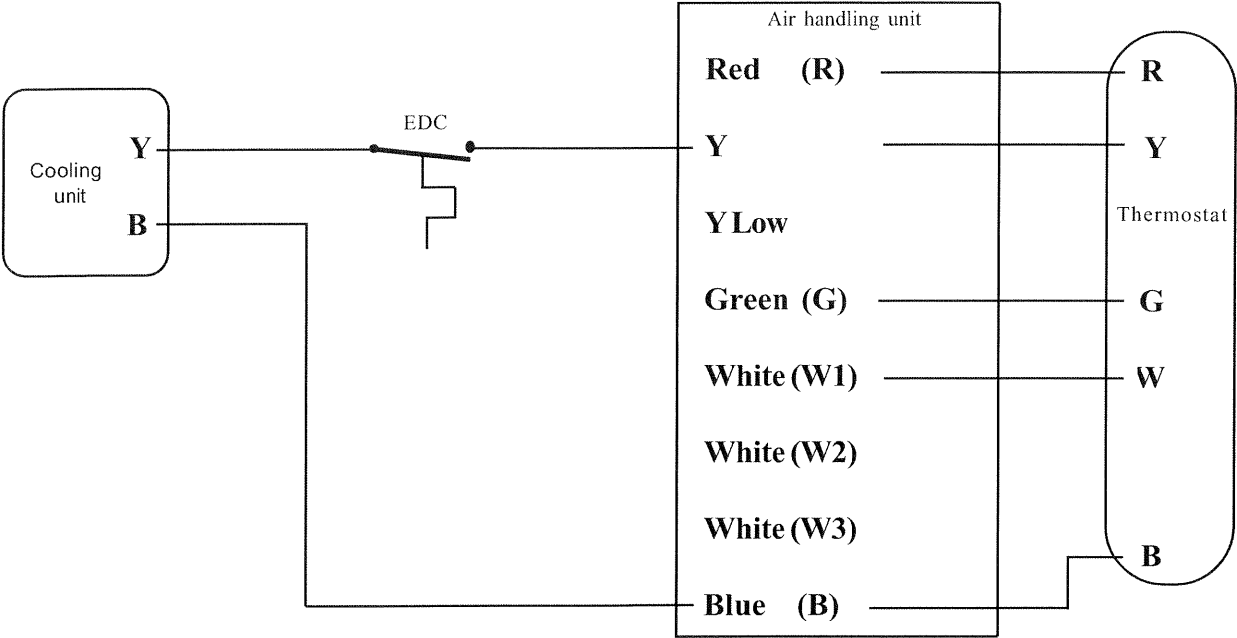 Air handling unit
Red (R)
R
EDC
Y
Y
Y
Cooling
unit
B
Y Low
Thermostat
Green (G)
G
White (W1)
W
White (W2)
White (W3)
B
Blue (B)